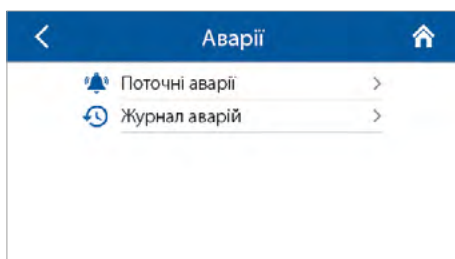 Аварії
Поточні аварії
Журнал аварій